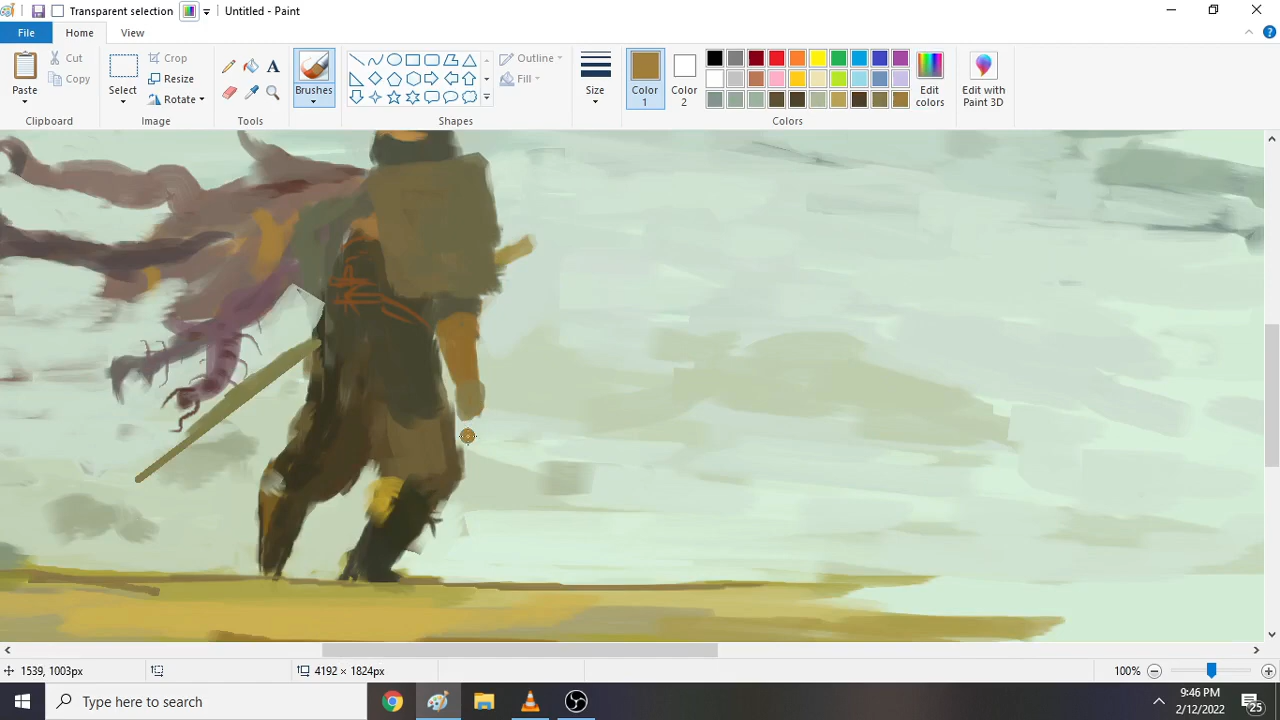 Transparent selection
Untitled - Paint
File
Home
View
Paste
Cut
Copy
Clipboard
Select
Crop
Resize
Rotate
Image
A
Tools
Brushes
Outline
Fill
Shapes
Size
Color 1
Color 2
Edit colors
Edit with Paint 3D
Colors
1539, 1003px
4192 × 1824px
100%
Type here to search
9:46 PM
2/12/2022
25